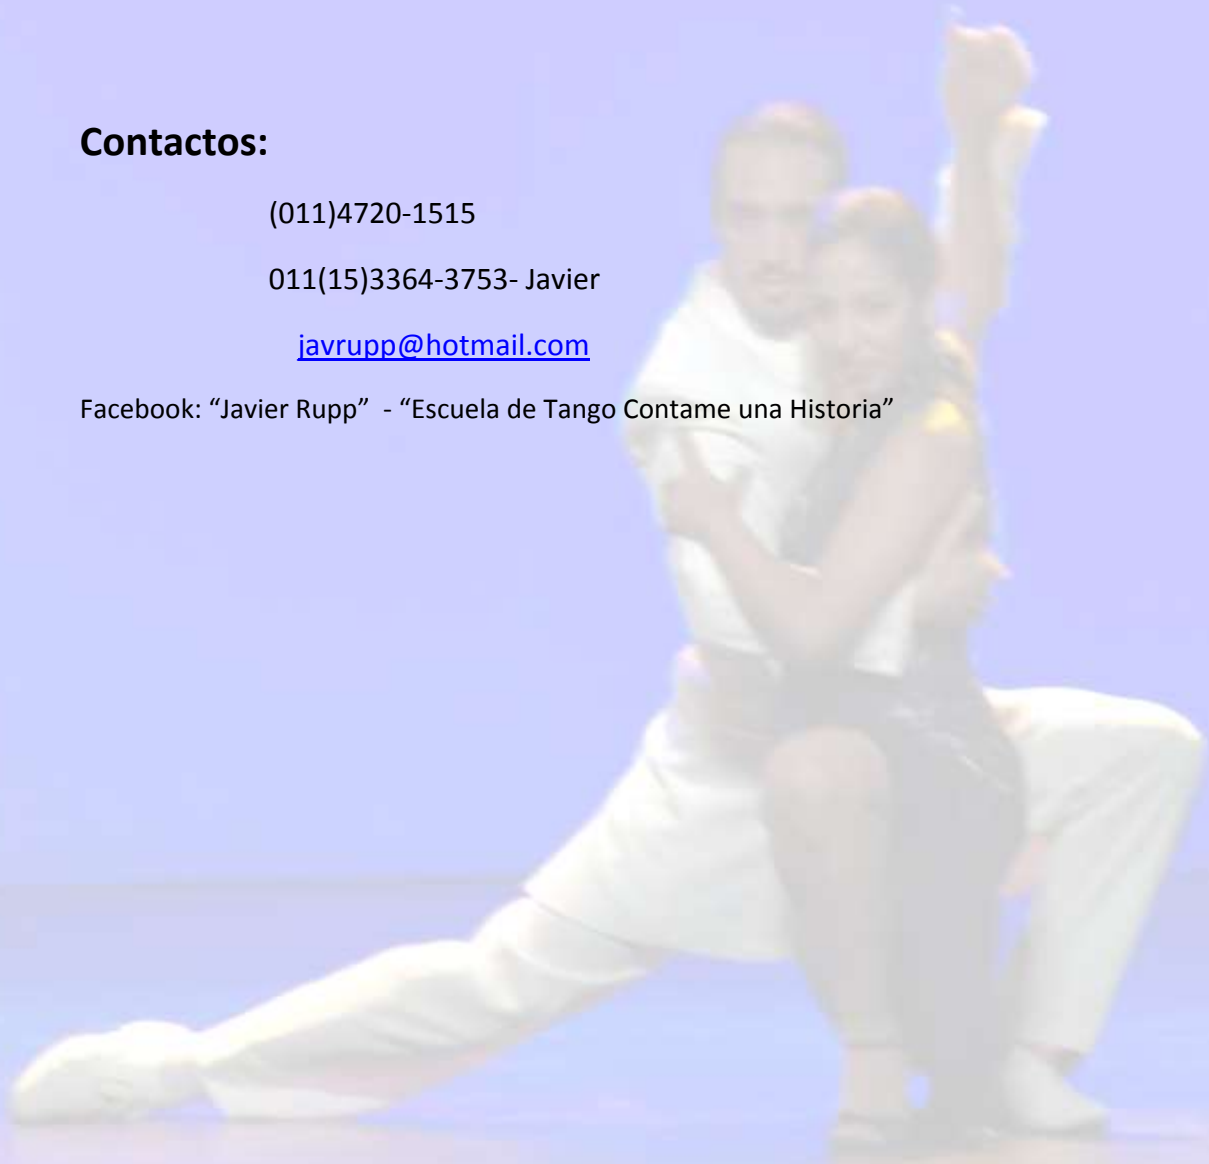 Contactos:
(011)4720-1515
011(15)3364-3753- Javier
javrupp@hotmail.com
Facebook: “Javier Rupp”  - “Escuela de Tango Contame una Historia”